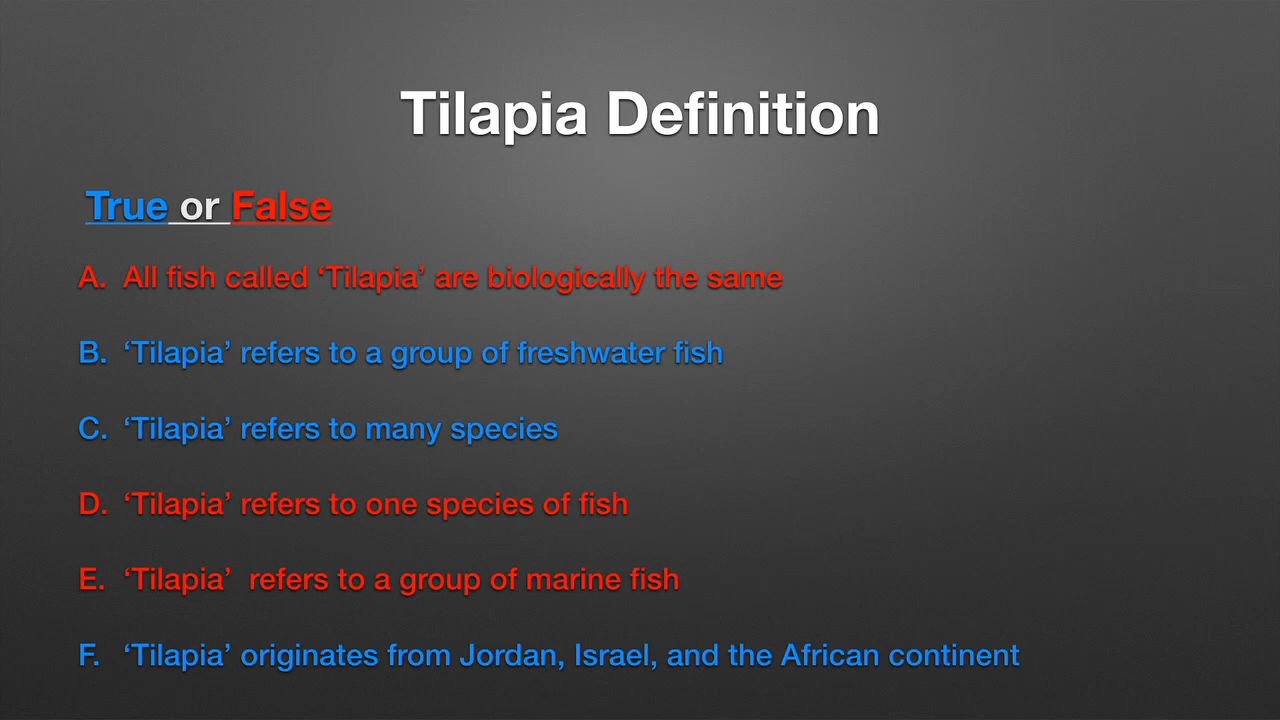 Tilapia Definition
True or False
A. All fish called ‘Tilapia’ are biologically the same
B. ‘Tilapia’ refers to a group of freshwater fish
C. ‘Tilapia’ refers to many species
D. ‘Tilapia’ refers to one species of fish
E. ‘Tilapia’  refers to a group of marine fish
F. ‘Tilapia’ originates from Jordan, Israel, and the African continent